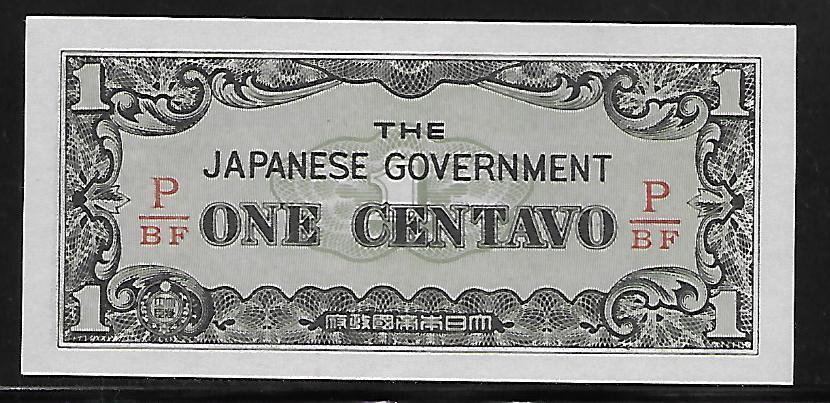 1 1
THE
JAPANESE GOVERNMENT
P P
BF BF
ONE CENTAVO
1 1
大日本帝國政府